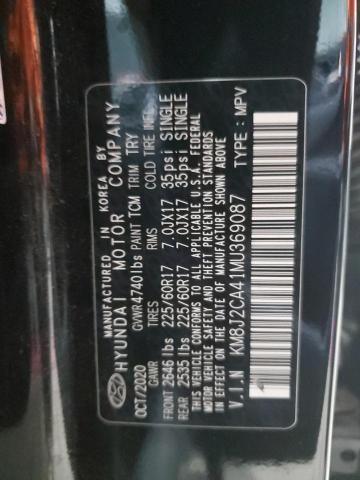 MANUFACTURED IN KOREA BY
HYUNDAI MOTOR COMPANY
OCT/2020 GVWR 4740 lbs PAINT TCM TRIM TRY
GAWR TIRES RIMS COLD TIRE INFL
FRONT 2646 lbs 225/60R17 7.0JX17 35psi SINGLE
REAR 2535 lbs 225/60R17 7.0JX17 35psi SINGLE
THIS VEHICLE CONFORMS TO ALL APPLICABLE U.S.A. FEDERAL
MOTOR VEHICLE SAFETY, BUMPER, AND THEFT PREVENTION STANDARDS
IN EFFECT ON THE DATE OF MANUFACTURE SHOWN ABOVE.
V.I.N KM8J2CA41MU369087 TYPE : MPV